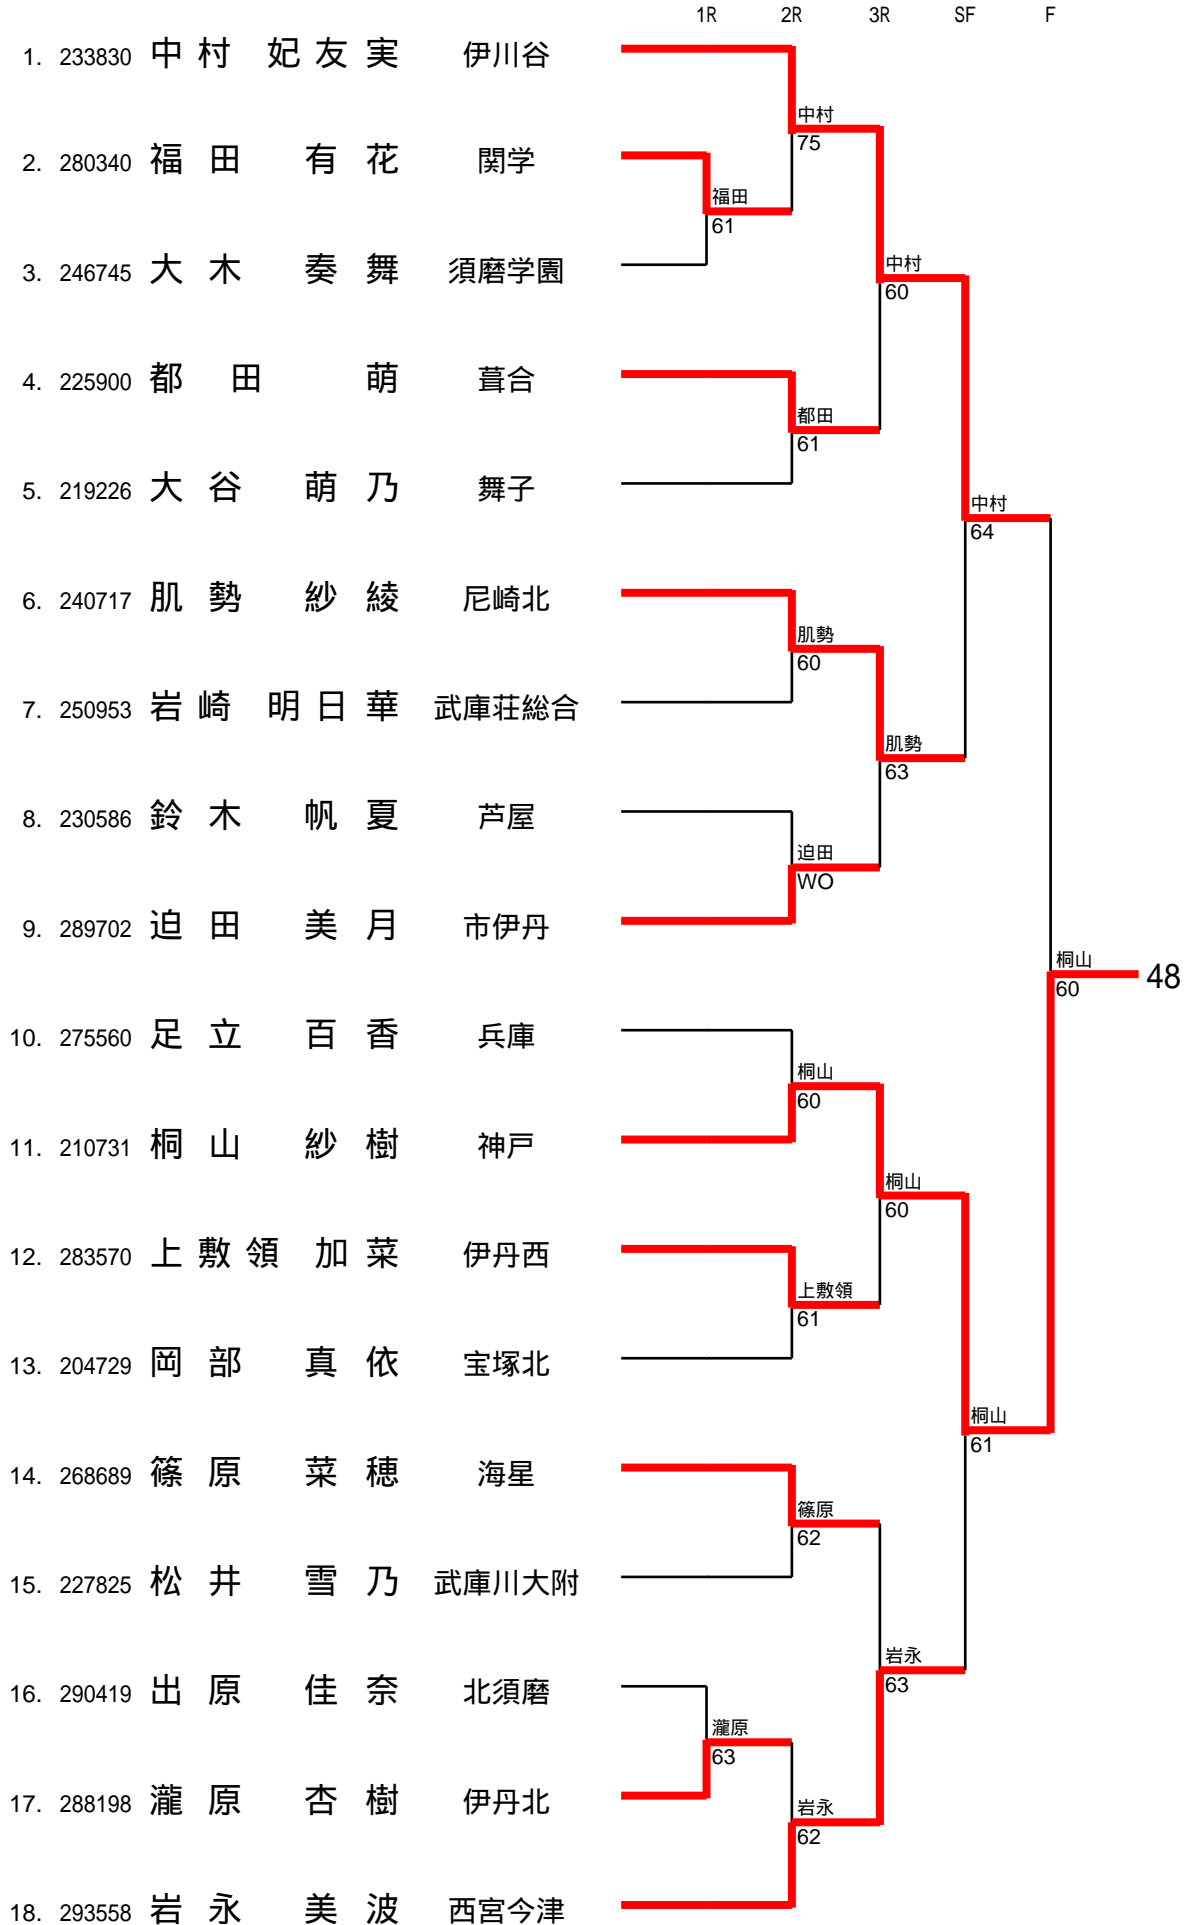 1R 2R 3R SF F
1. 233830 中村 妃友実 伊川谷
中村
75
2. 280340 福田 有花 関学
福田
61
3. 246745 大木 奏舞 須磨学園
中村
60
4. 225900 都田 萌 葺合
都田
61
5. 219226 大谷 萌乃 舞子
中村
64
6. 240717 肌勢 紗綾 尼崎北
肌勢
60
7. 250953 岩崎 明日華 武庫荘総合
肌勢
63
8. 230586 鈴木 帆夏 芦屋
迫田
WO
9. 289702 迫田 美月 市伊丹
桐山
60
48
10. 275560 足立 百香 兵庫
桐山
60
11. 210731 桐山 紗樹 神戸
桐山
60
12. 283570 上敷領 加菜 伊丹西
上敷領
61
13. 204729 岡部 真依 宝塚北
桐山
61
14. 268689 篠原 菜穂 海星
篠原
62
15. 227825 松井 雪乃 武庫川大附
岩永
63
16. 290419 出原 佳奈 北須磨
瀧原
63
17. 288198 瀧原 杏樹 伊丹北
岩永
62
18. 293558 岩永 美波 西宮今津